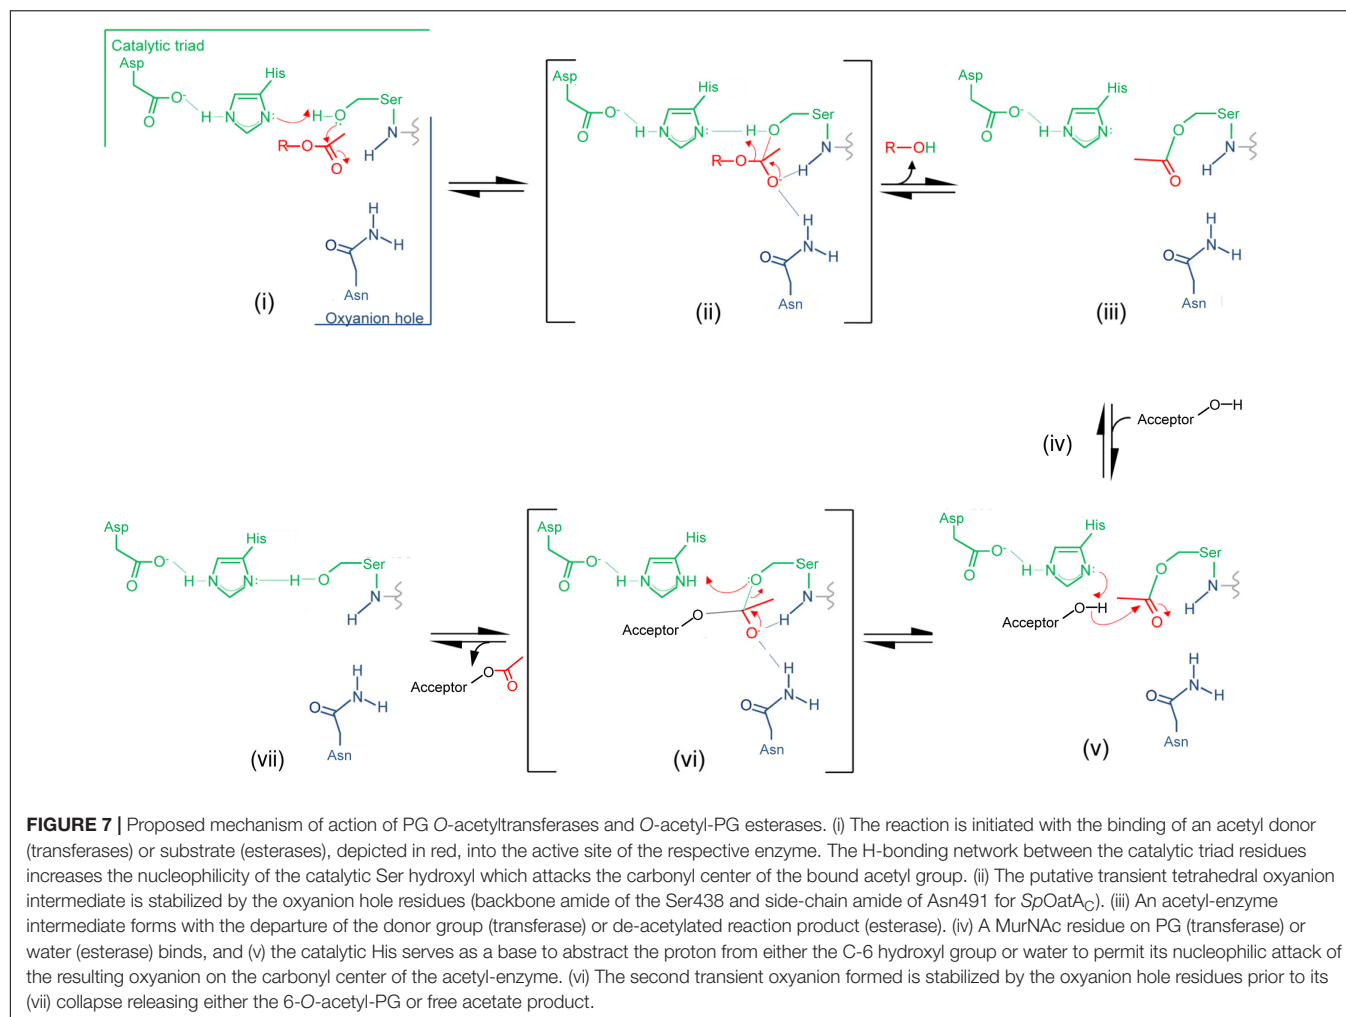 Catalytic triad
Asp
His
Ser
O-
O
H
N
N:
H
O
N
H
R
O
O
H
N
H
O
Asn
(i)
Oxyanion hole
Asp
His
Ser
O-
O
H
N
N:
H
O
N
H
R
O
O-
H
N
H
O
Asn
(ii)
R-OH
Asp
His
Ser
O-
O
H
N
N:
O
N
H
O
H
N
H
O
Asn
(iii)
(iv)
Acceptor
O-H
Asp
His
Ser
O-
O
H
N
N:
H
O
N
H
H
N
H
O
Asn
(vii)
Acceptor
O
O
Asp
His
Ser
O-
O
H
N
NH
O
N
H
Acceptor
O
O-
H
N
H
O
Asn
(vi)
Asp
His
Ser
O-
O
H
N
N:
O
N
H
Acceptor
O-H
O
H
N
H
O
Asn
(v)
FIGURE 7 | Proposed mechanism of action of PG O-acetyltransferases and O-acetyl-PG esterases. (i) The reaction is initiated with the binding of an acetyl donor
(transferases) or substrate (esterases), depicted in red, into the active site of the respective enzyme. The H-bonding network between the catalytic triad residues
increases the nucleophilicity of the catalytic Ser hydroxyl which attacks the carbonyl center of the bound acetyl group. (ii) The putative transient tetrahedral oxyanion
intermediate is stabilized by the oxyanion hole residues (backbone amide of the Ser438 and side-chain amide of Asn491 for SpOatAC). (iii) An acetyl-enzyme
intermediate forms with the departure of the donor group (transferase) or de-acetylated reaction product (esterase). (iv) A MurNAc residue on PG (transferase) or
water (esterase) binds, and (v) the catalytic His serves as a base to abstract the proton from either the C-6 hydroxyl group or water to permit its nucleophilic attack of
the resulting oxyanion on the carbonyl center of the acetyl-enzyme. (vi) The second transient oxyanion formed is stabilized by the oxyanion hole residues prior to its
(vii) collapse releasing either the 6-O-acetyl-PG or free acetate product.